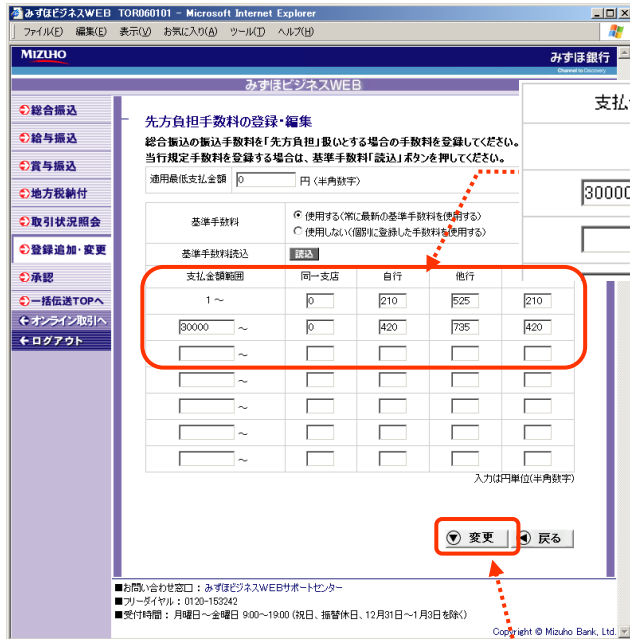 みずほビジネスWEB TOR060101 - Microsoft Internet Explorer
ファイル(F) 編集(E) 表示(V) お気に入り(A) ツール(T) ヘルプ(H)
MIZUHO みずほ銀行
Channel to Discovery
みずほビジネスWEB
総合振込
給与振込
賞与振込
地方税納付
取引状況照会
登録追加・変更
承認
一括伝送TOPへ
オンライン取引へ
ログアウト
先方負担手数料の登録・編集
総合振込の振込手数料を「先方負担」扱いとする場合の手数料を登録してください。
当行規定手数料を登録する場合は、基準手数料「読込」ボタンを押してください。
適用最低支払金額 0 円 (半角数字)
基準手数料 使用する(常に最新の基準手数料を使用する)
使用しない(個別に登録した手数料を使用する)
基準手数料読込 読込
支払金額範囲 同一支店 自行 他行
1 ~ 0 210 525 210
30000 ~ 0 420 735 420
~
~
~
~
~
入力は円単位(半角数字)
変更 戻る
支払
30000
■お問い合わせ窓口：みずほビジネスWEBサポートセンター
■フリーダイヤル：0120-153242
■受付時間：月曜日～金曜日 9:00～19:00 (祝日、振替休日、12月31日～1月3日を除く)
Copyright © Mizuho Bank, Ltd.